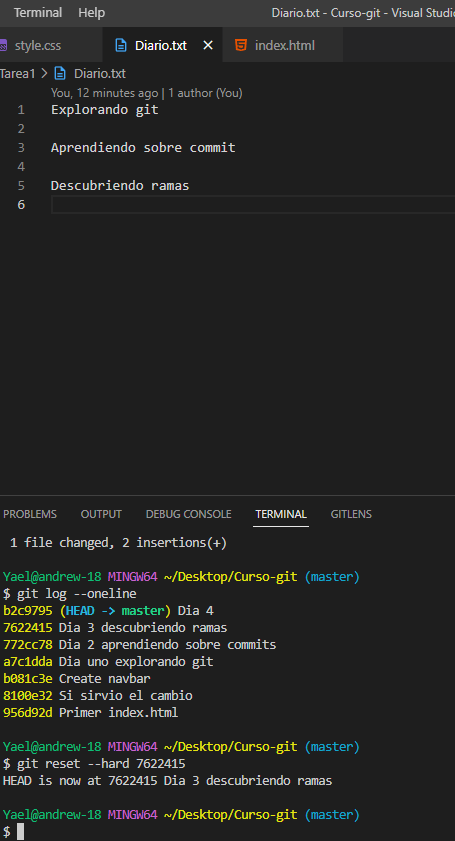 Terminal Help Diario.txt - Curso-git - Visual Studio
style.css Diario.txt index.html
Tarea1 > Diario.txt
You, 12 minutes ago | 1 author (You)
1 Explorando git
2
3 Aprendiendo sobre commit
4
5 Descubriendo ramas
6
PROBLEMS OUTPUT DEBUG CONSOLE TERMINAL GITLENS
1 file changed, 2 insertions(+)
Yael@andrew-18 MINGW64 ~/Desktop/Curso-git (master)
$ git log --oneline
b2c9795 (HEAD -> master) Dia 4
7622415 Dia 3 descubriendo ramas
772cc78 Dia 2 aprendiendo sobre commits
a7c1dda Dia uno explorando git
b081c3e Create navbar
8100e32 Si sirvio el cambio
956d92d Primer index.html
Yael@andrew-18 MINGW64 ~/Desktop/Curso-git (master)
$ git reset --hard 7622415
HEAD is now at 7622415 Dia 3 descubriendo ramas
Yael@andrew-18 MINGW64 ~/Desktop/Curso-git (master)
$